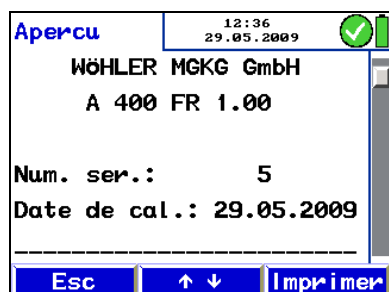 Apercu
12:36
29.05.2009
WöHLER MGKG GmbH
A 400 FR 1.00
Num. ser.: 5
Date de cal.: 29.05.2009
Esc ↑ ↓ Imprimer